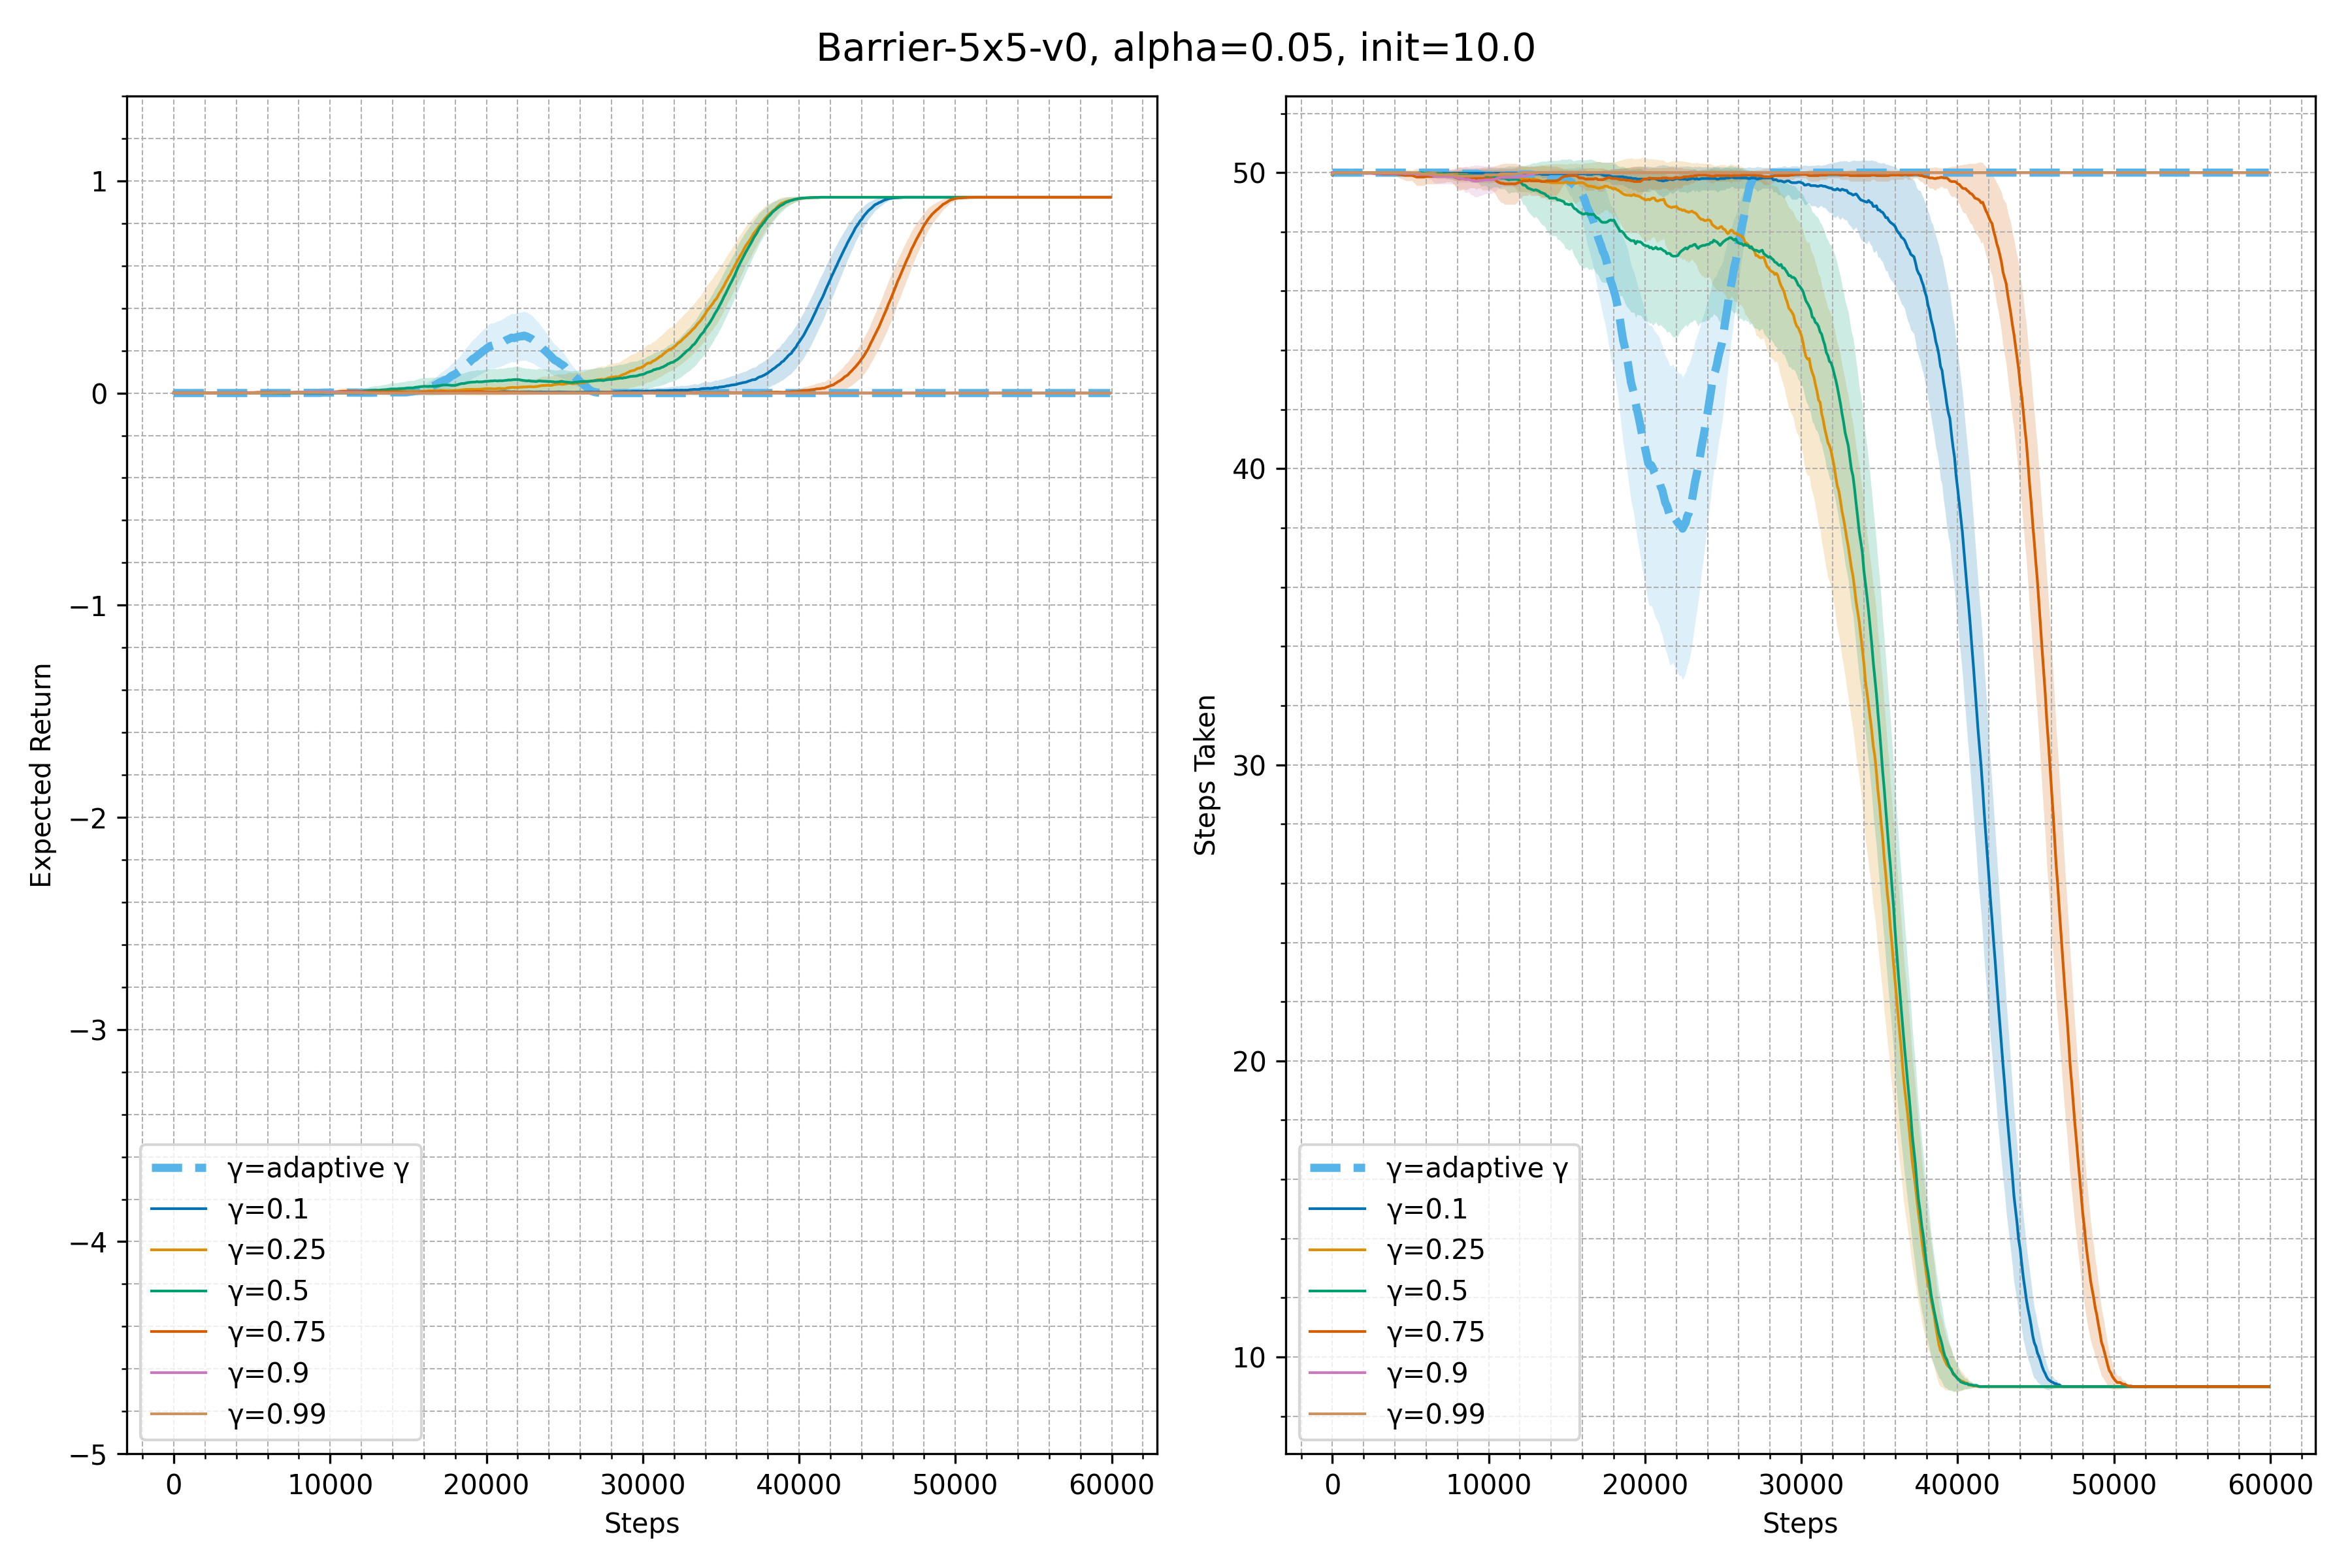 Barrier-5x5-v0, alpha=0.05, init=10.0
Expected Return
1
0
−1
−2
−3
−4
−5
γ=adaptive γ
γ=0.1
γ=0.25
γ=0.5
γ=0.75
γ=0.9
γ=0.99
0 10000 20000 30000 40000 50000 60000
Steps
Steps Taken
50
40
30
20
10
γ=adaptive γ
γ=0.1
γ=0.25
γ=0.5
γ=0.75
γ=0.9
γ=0.99
0 10000 20000 30000 40000 50000 60000
Steps